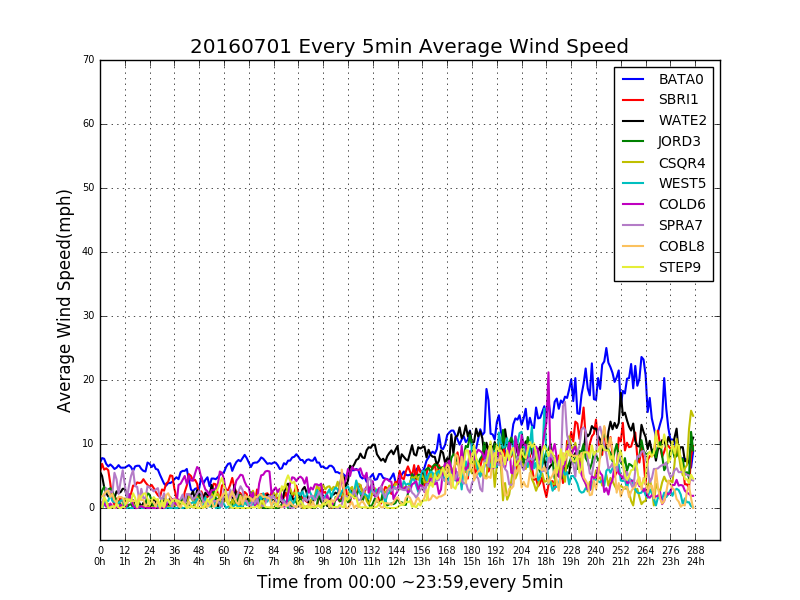 20160701 Every 5min Average Wind Speed
70
60
50
40
30
20
10
0
Average Wind Speed(mph)
BATA0
SBRI1
WATE2
JORD3
CSQR4
WEST5
COLD6
SPRA7
COBL8
STEP9
0 12 24 36 48 60 72 84 96 108 120 132 144 156 168 180 192 204 216 228 240 252 264 276 288
0h 1h 2h 3h 4h 5h 6h 7h 8h 9h 10h 11h 12h 13h 14h 15h 16h 17h 18h 19h 20h 21h 22h 23h 24h
Time from 00:00 ~23:59,every 5min